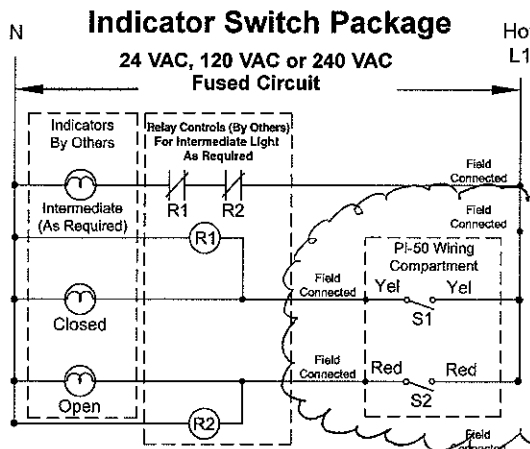 Indicator Switch Package
N
Hot
L1
24 VAC, 120 VAC or 240 VAC
Fused Circuit
Indicators
By Others
Relay Controls (By Others)
For Intermediate Light
As Required
Field
Connected
R1
R2
Intermediate
(As Required)
Field
Connected
R1
PI-50 Wiring
Compartment
Field
Connected
Yel
Yel
S1
Closed
Field
Connected
Red
Red
S2
Open
R2
Field
Connected